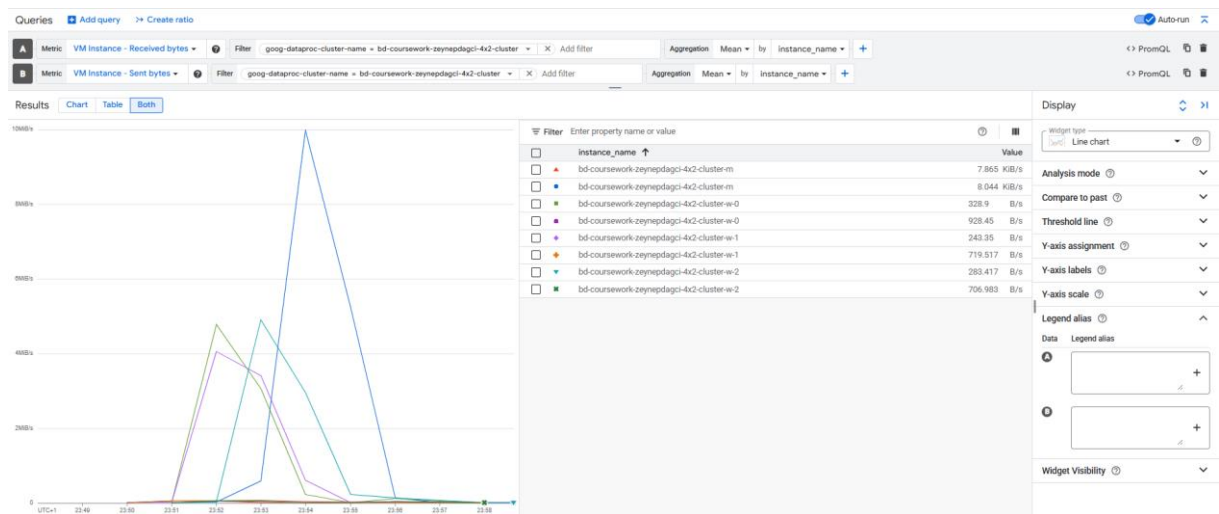 Queries Add query Create ratio Auto-run
A Metric VM Instance - Received bytes Filter goog-dataproc-cluster-name = bd-coursework-zeynepdagci-4x2-cluster Add filter Aggregation Mean by instance_name + <> PromQL
B Metric VM Instance - Sent bytes Filter goog-dataproc-cluster-name = bd-coursework-zeynepdagci-4x2-cluster Add filter Aggregation Mean by instance_name + <> PromQL
Results Chart Table Both
Filter Enter property name or value
instance_name Value
bd-coursework-zeynepdagci-4x2-cluster-m 7.865 KiB/s
bd-coursework-zeynepdagci-4x2-cluster-m 8.044 KiB/s
bd-coursework-zeynepdagci-4x2-cluster-w-0 328.9 B/s
bd-coursework-zeynepdagci-4x2-cluster-w-0 928.45 B/s
bd-coursework-zeynepdagci-4x2-cluster-w-1 243.35 B/s
bd-coursework-zeynepdagci-4x2-cluster-w-1 719.517 B/s
bd-coursework-zeynepdagci-4x2-cluster-w-2 283.417 B/s
bd-coursework-zeynepdagci-4x2-cluster-w-2 706.983 B/s
10MiB/s
8MiB/s
6MiB/s
4MiB/s
2MiB/s
0
UTC+1 23:49 23:50 23:51 23:52 23:53 23:54 23:55 23:56 23:57 23:58
Display
Widget type
Line chart
Analysis mode
Compare to past
Threshold line
Y-axis assignment
Y-axis labels
Y-axis scale
Legend alias
Data Legend alias
A
B
Widget Visibility